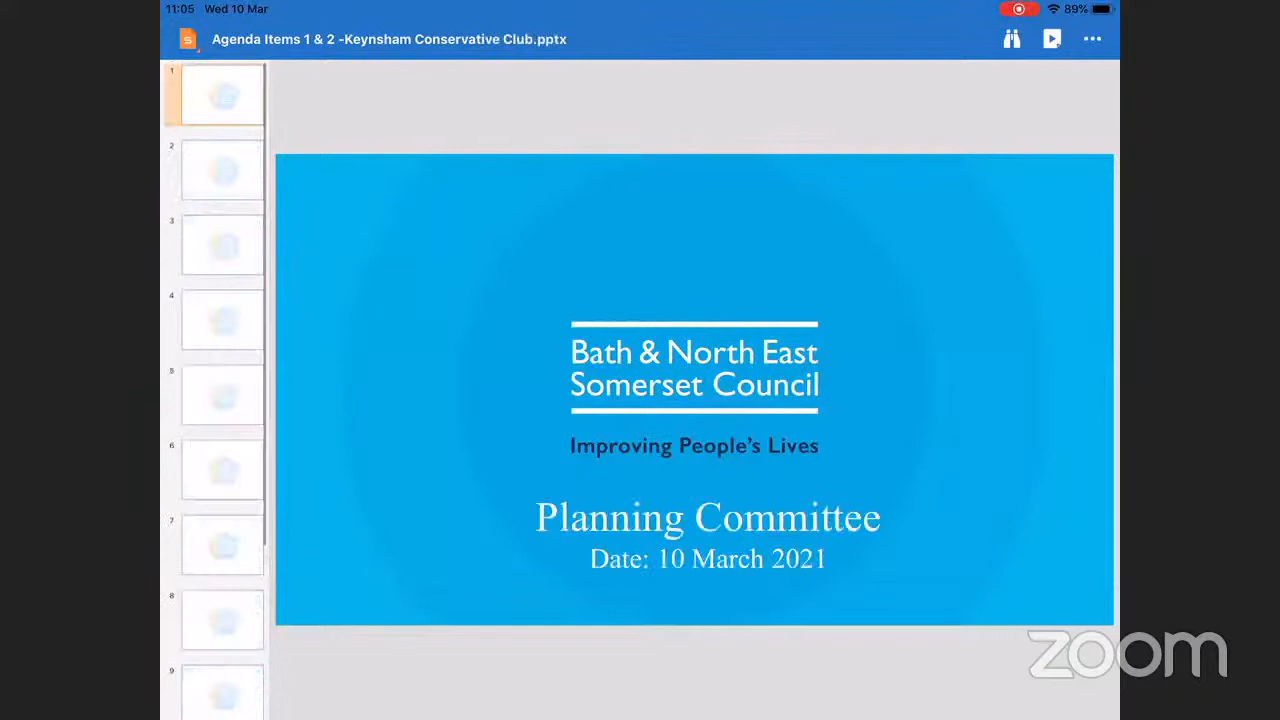 11:05 Wed 10 Mar
89%
Agenda Items 1 & 2 -Keynsham Conservative Club.pptx
1
2
3
4
5
6
7
8
9
Bath & North East
Somerset Council
Improving People's Lives
Planning Committee
Date: 10 March 2021
zoom